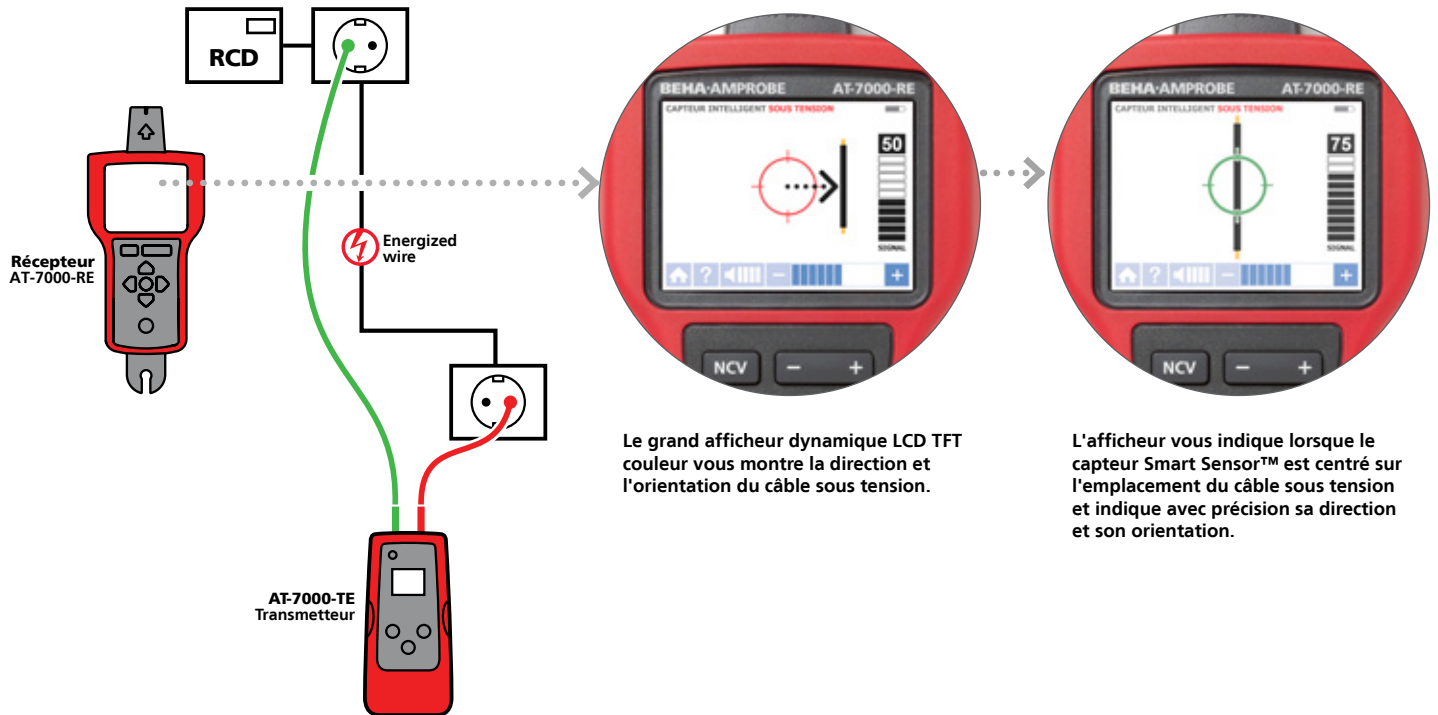 RCD
Récepteur
AT-7000-RE
Energized
wire
AT-7000-TE
Transmetteur
BEHA-AMPROBE AT-7000-RE
CAPTEUR INTELLIGENT SOUS TENSION
50
SIGNAL
?
NCV
Le grand afficheur dynamique LCD TFT
couleur vous montre la direction et
l'orientation du câble sous tension.
BEHA-AMPROBE AT-7000-RE
CAPTEUR INTELLIGENT SOUS TENSION
75
SIGNAL
?
NCV
L'afficheur vous indique lorsque le
capteur Smart Sensor™ est centré sur
l'emplacement du câble sous tension
et indique avec précision sa direction
et son orientation.